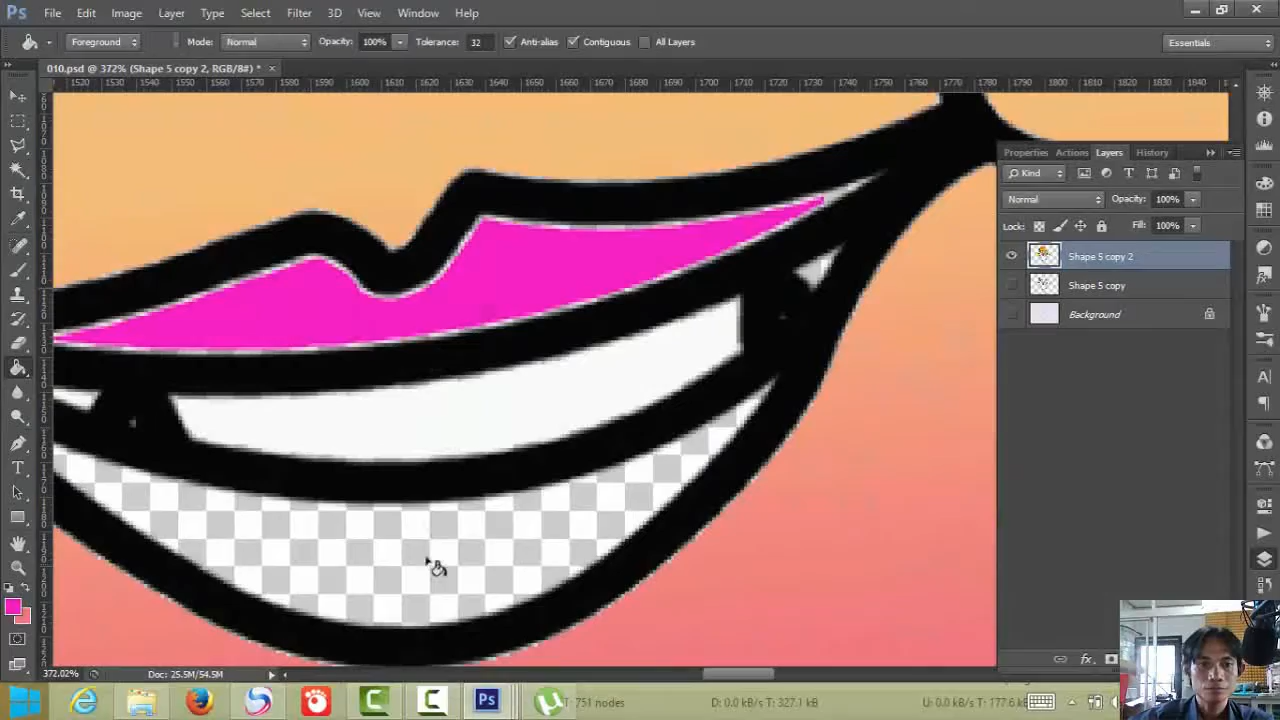 Ps File Edit Image Layer Type Select Filter 3D View Window Help
Foreground Mode: Normal Opacity: 100% Tolerance: 32 Anti-alias Contiguous All Layers Essentials
010.psd @ 372% (Shape 5 copy 2, RGB/8#) * ×
1520 1530 1540 1550 1560 1570 1580 1590 1600 1610 1620 1630 1640 1650 1660 1670 1680 1690 1700 1710 1720 1730 1740 1750 1760 1770 1780 1790 1800 1810 1820 1830 1840
Properties Actions Layers History
Kind
Normal Opacity: 100%
Lock: Fill: 100%
Shape 5 copy 2
Shape 5 copy
Background
372.02% Doc: 25.5M/54.5M
fx
Ps T: 751 nodes D: 0.0 kB/s T: 327.1 kB U: 0.0 kB/s T: 177.6 kB